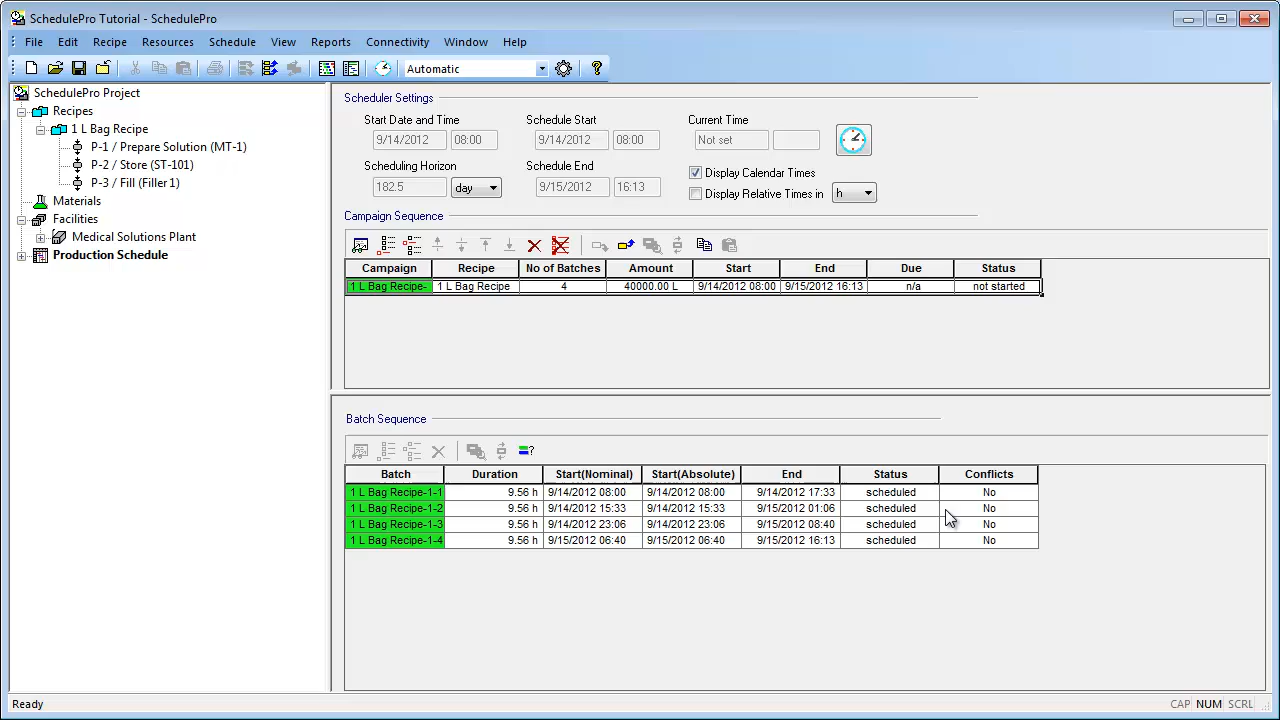 SchedulePro Tutorial - SchedulePro
File Edit Recipe Resources Schedule View Reports Connectivity Window Help
Automatic
SchedulePro Project
Recipes
1 L Bag Recipe
P-1 / Prepare Solution (MT-1)
P-2 / Store (ST-101)
P-3 / Fill (Filler 1)
Materials
Facilities
Medical Solutions Plant
Production Schedule
Scheduler Settings
Start Date and Time Schedule Start Current Time
9/14/2012 08:00 9/14/2012 08:00 Not set
Scheduling Horizon Schedule End Display Calendar Times
182.5 day 9/15/2012 16:13 Display Relative Times in h
Campaign Sequence
Campaign Recipe No of Batches Amount Start End Due Status
1 L Bag Recipe- 1 L Bag Recipe 4 40000.00 L 9/14/2012 08:00 9/15/2012 16:13 n/a not started
Batch Sequence
Batch Duration Start(Nominal) Start(Absolute) End Status Conflicts
1 L Bag Recipe-1-1 9.56 h 9/14/2012 08:00 9/14/2012 08:00 9/14/2012 17:33 scheduled No
1 L Bag Recipe-1-2 9.56 h 9/14/2012 15:33 9/14/2012 15:33 9/15/2012 01:06 scheduled No
1 L Bag Recipe-1-3 9.56 h 9/14/2012 23:06 9/14/2012 23:06 9/15/2012 08:40 scheduled No
1 L Bag Recipe-1-4 9.56 h 9/15/2012 06:40 9/15/2012 06:40 9/15/2012 16:13 scheduled No
Ready CAP NUM SCRL